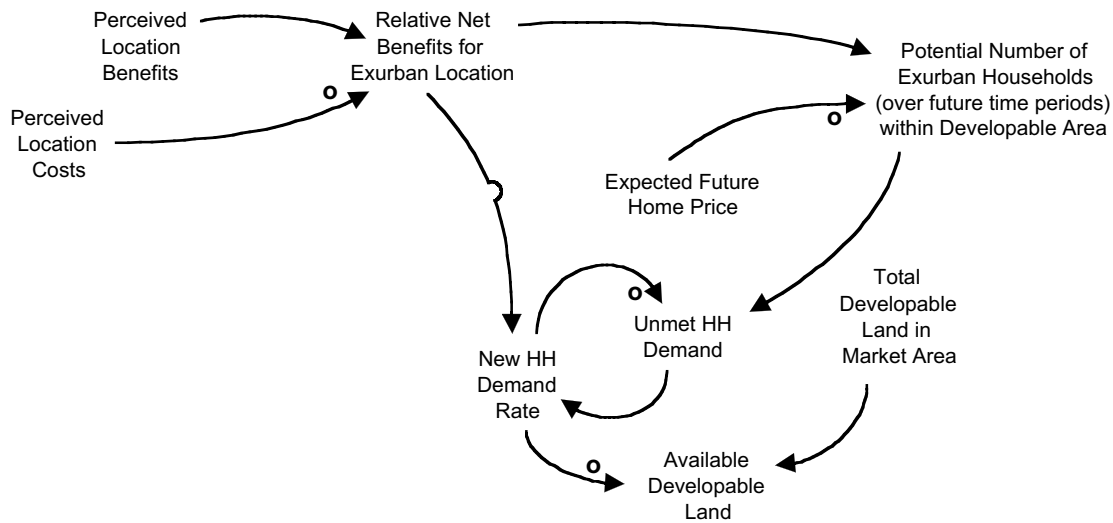 Perceived
Location
Benefits
Relative Net
Benefits for
Exurban Location
Potential Number of
Exurban Households
(over future time periods)
within Developable Area
o
o
Perceived
Location
Costs
Expected Future
Home Price
Total
Developable
Land in
Market Area
o
Unmet HH
Demand
New HH
Demand
Rate
o
Available
Developable
Land